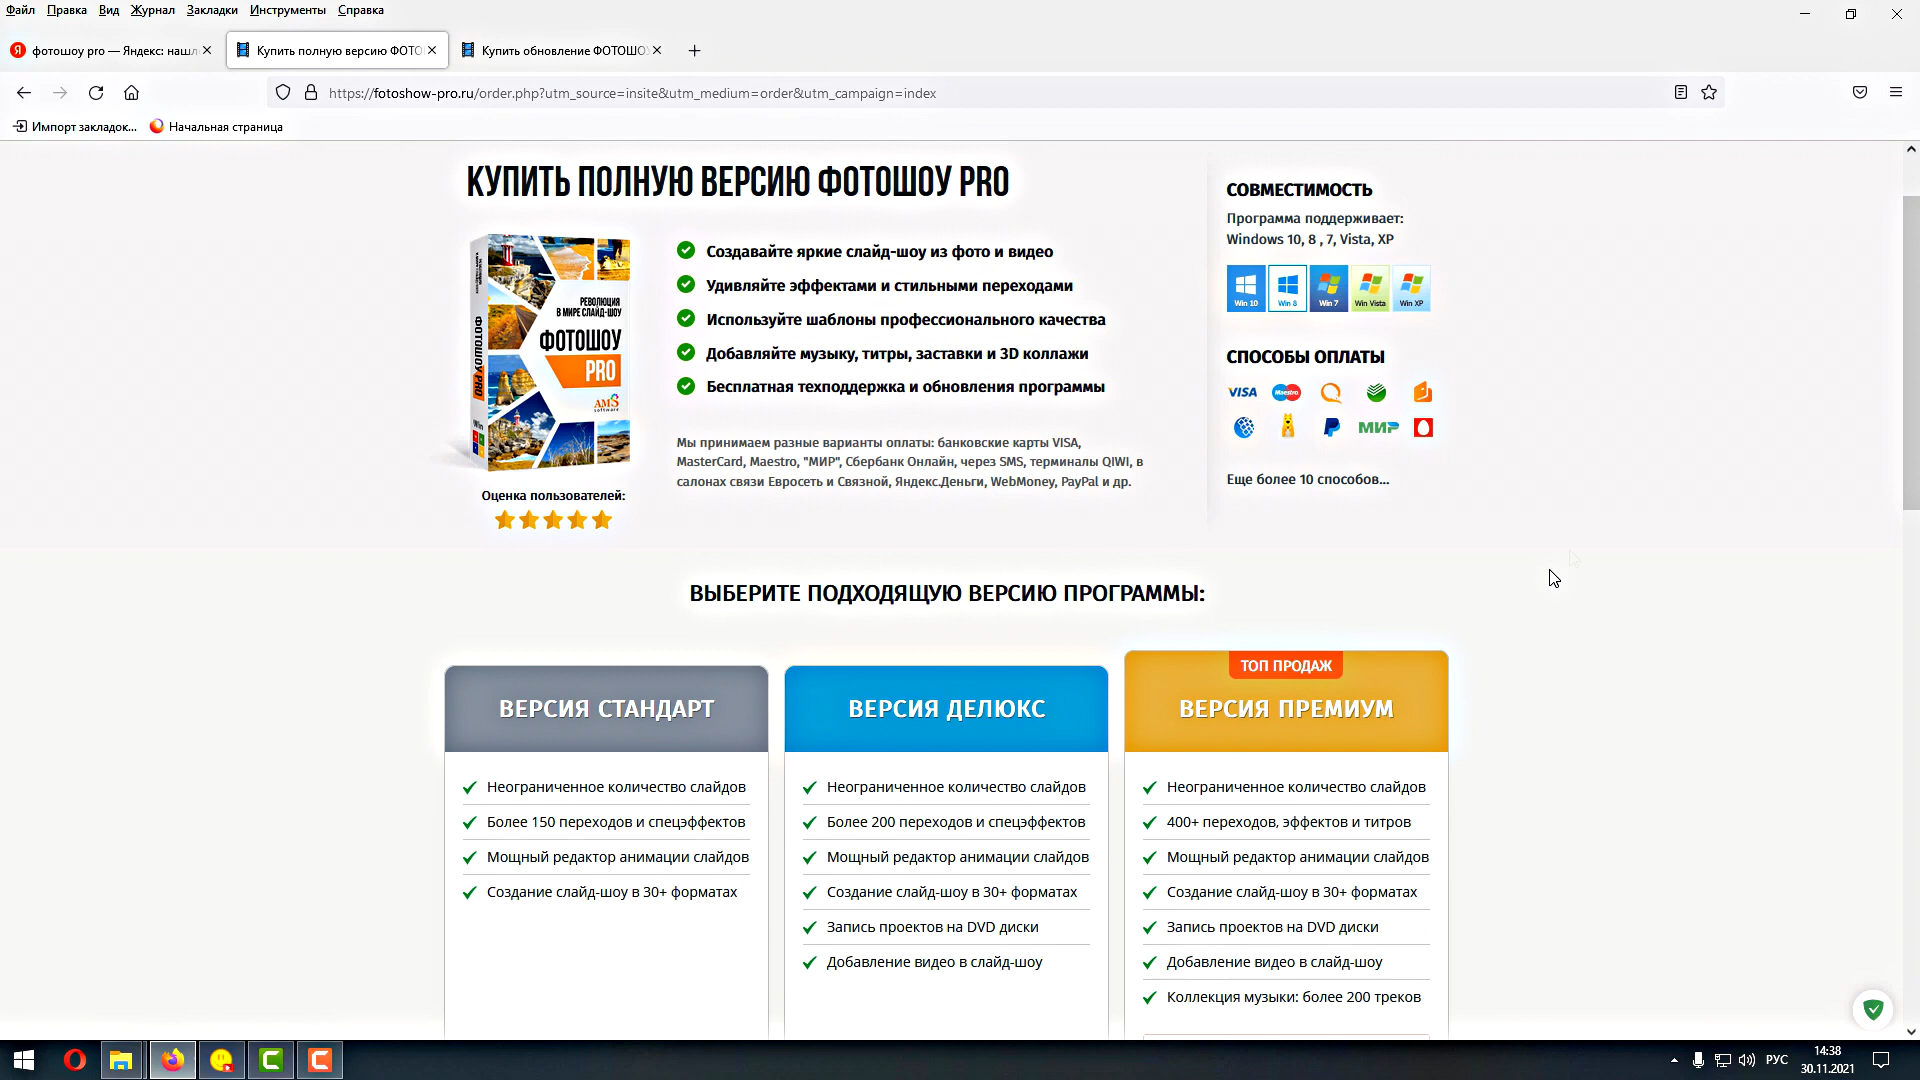 Файл Правка Вид Журнал Закладки Инструменты Справка
фотошоу pro — Яндекс: нашл
Купить полную версию ФОТО
Купить обновление ФОТОШО
https://fotoshow-pro.ru/order.php?utm_source=insite&utm_medium=order&utm_campaign=index
Импорт закладок... Начальная страница
КУПИТЬ ПОЛНУЮ ВЕРСИЮ ФОТОШОУ PRO
РЕВОЛЮЦИЯ
В МИРЕ СЛАЙД-ШОУ
ФОТОШОУ
PRO
AMS
software
ФОТОШОУ PRO
Оценка пользователей:
Создавайте яркие слайд-шоу из фото и видео
Удивляйте эффектами и стильными переходами
Используйте шаблоны профессионального качества
Добавляйте музыку, титры, заставки и 3D коллажи
Бесплатная техподдержка и обновления программы
Мы принимаем разные варианты оплаты: банковские карты VISA,
MasterCard, Maestro, "МИР", Сбербанк Онлайн, через SMS, терминалы QIWI, в
салонах связи Евросеть и Связной, Яндекс.Деньги, WebMoney, PayPal и др.
СОВМЕСТИМОСТЬ
Программа поддерживает:
Windows 10, 8 , 7, Vista, XP
Win 10 Win 8 Win 7 Win Vista Win XP
СПОСОБЫ ОПЛАТЫ
VISA Maestro
МИР
Еще более 10 способов...
ВЫБЕРИТЕ ПОДХОДЯЩУЮ ВЕРСИЮ ПРОГРАММЫ:
ВЕРСИЯ СТАНДАРТ
Неограниченное количество слайдов
Более 150 переходов и спецэффектов
Мощный редактор анимации слайдов
Создание слайд-шоу в 30+ форматах
ВЕРСИЯ ДЕЛЮКС
Неограниченное количество слайдов
Более 200 переходов и спецэффектов
Мощный редактор анимации слайдов
Создание слайд-шоу в 30+ форматах
Запись проектов на DVD диски
Добавление видео в слайд-шоу
ТОП ПРОДАЖ
ВЕРСИЯ ПРЕМИУМ
Неограниченное количество слайдов
400+ переходов, эффектов и титров
Мощный редактор анимации слайдов
Создание слайд-шоу в 30+ форматах
Запись проектов на DVD диски
Добавление видео в слайд-шоу
Коллекция музыки: более 200 треков
РУС
14:38
30.11.2021